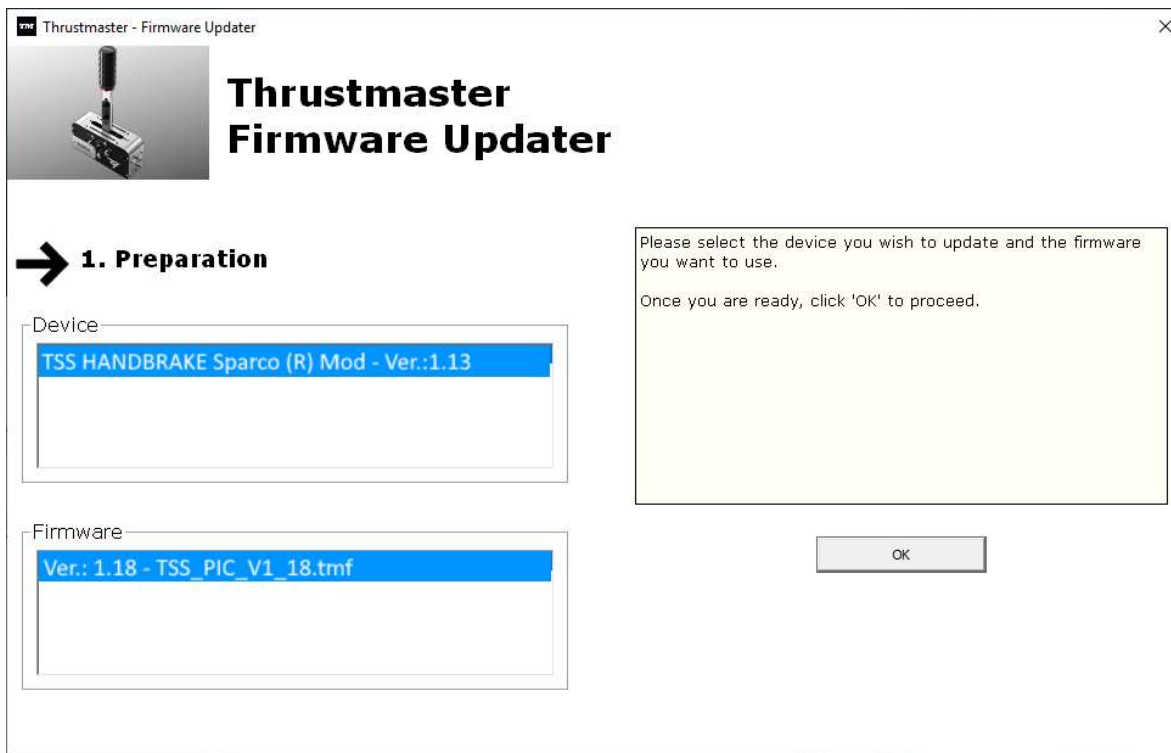 TM Thrustmaster - Firmware Updater
Thrustmaster
Firmware Updater
1. Preparation
Please select the device you wish to update and the firmware
you want to use.
Once you are ready, click 'OK' to proceed.
Device
TSS HANDBRAKE Sparco (R) Mod - Ver.:1.13
Firmware
Ver.: 1.18 - TSS_PIC_V1_18.tmf
OK